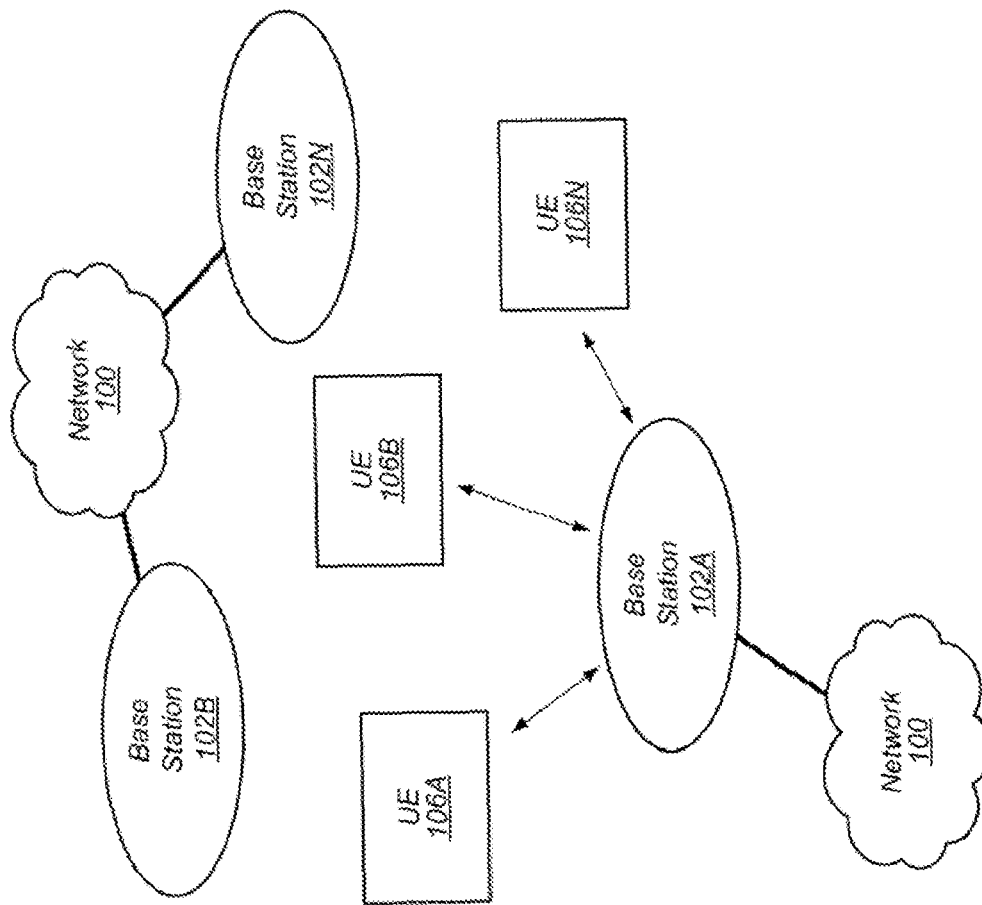 Network
100
Base
Station
102B
Base
Station
102N
UE
106A
UE
106B
UE
106N
Base
Station
102A
Network
100